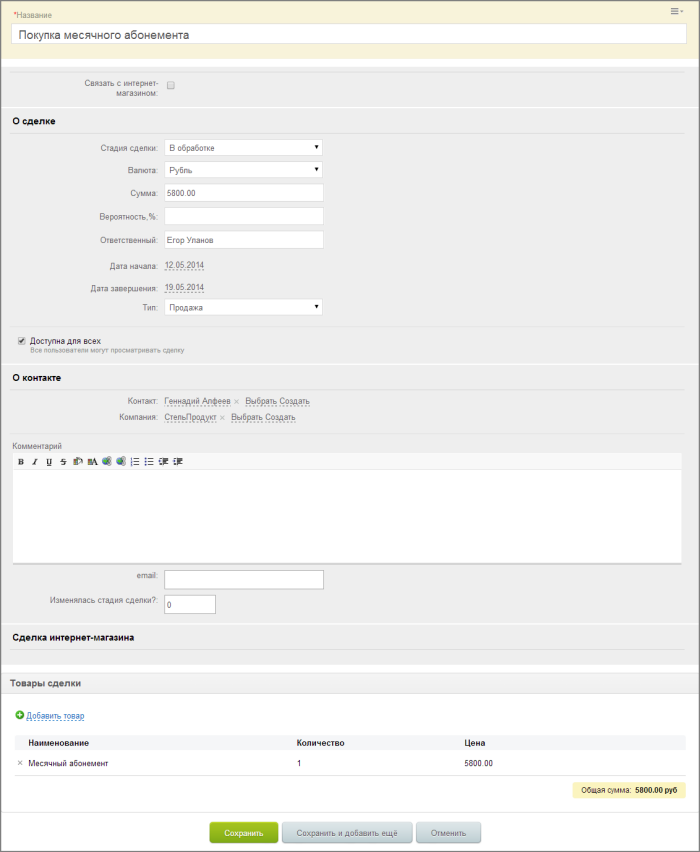 *Название
Покупка месячного абонемента
Связать с интернет-
магазином:
О сделке
Стадия сделки: В обработке
Валюта: Рубль
Сумма: 5800.00
Вероятность,%:
Ответственный: Егор Уланов
Дата начала: 12.05.2014
Дата завершения: 19.05.2014
Тип: Продажа
Доступна для всех
Все пользователи могут просматривать сделку
О контакте
Контакт: Геннадий Алфеев × Выбрать Создать
Компания: СтельПродукт × Выбрать Создать
Комментарий
B I U S
email:
Изменялась стадия сделки?: 0
Сделка интернет-магазина
Товары сделки
Добавить товар
Наименование Количество Цена
× Месячный абонемент 1 5800.00
Общая сумма: 5800.00 руб
Сохранить Сохранить и добавить ещё Отменить